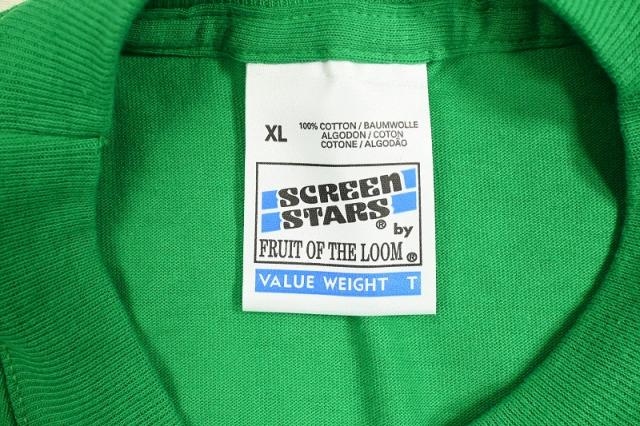 XL
100% COTTON / BAUMWOLLE
ALGODON / COTON
COTONE / ALGODÃO
SCREEN
STARS ® by
FRUIT OF THE LOOM ®
VALUE WEIGHT T